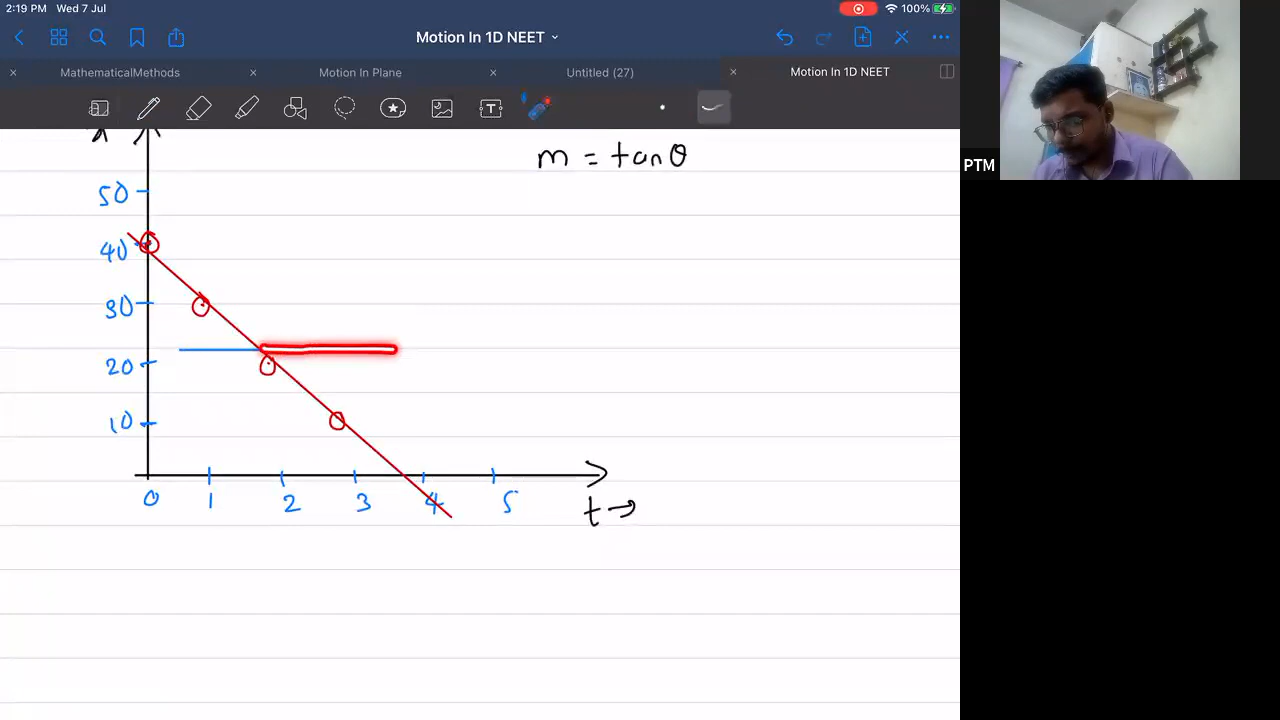 2:19 PM Wed 7 Jul
100%
Motion In 1D NEET
MathematicalMethods
Motion In Plane
Untitled (27)
Motion In 1D NEET
T
PTM
x
m = tanθ
50
40
30
20
10
0 1 2 3 4 5
t →